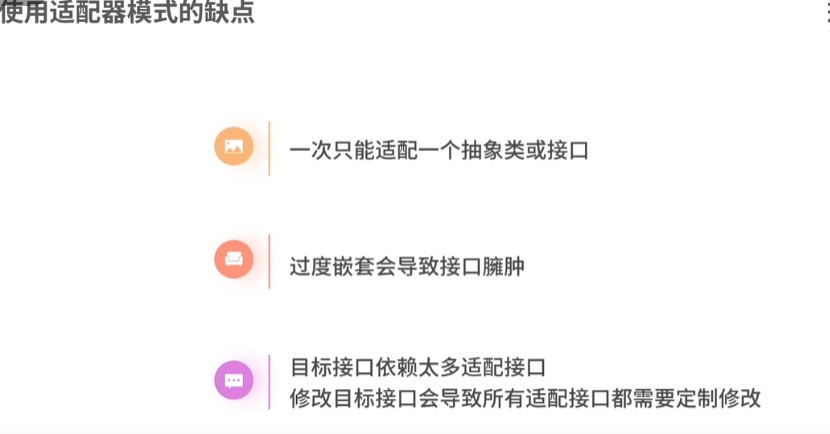 使用适配器模式的缺点
一次只能适配一个抽象类或接口
过度嵌套会导致接口臃肿
目标接口依赖太多适配接口
修改目标接口会导致所有适配接口都需要定制修改